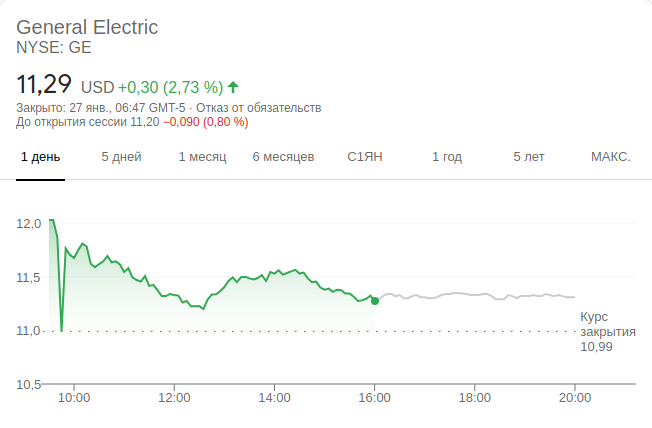 General Electric
NYSE: GE
11,29 USD +0,30 (2,73 %)
Закрыто: 27 янв., 06:47 GMT-5 · Отказ от обязательств
До открытия сессии 11,20 −0,090 (0,80 %)
1 день 5 дней 1 месяц 6 месяцев С1ЯН 1 год 5 лет МАКС.
12,0
11,5
11,0
Курс
закрытия
10,99
10,5
10:00 12:00 14:00 16:00 18:00 20:00